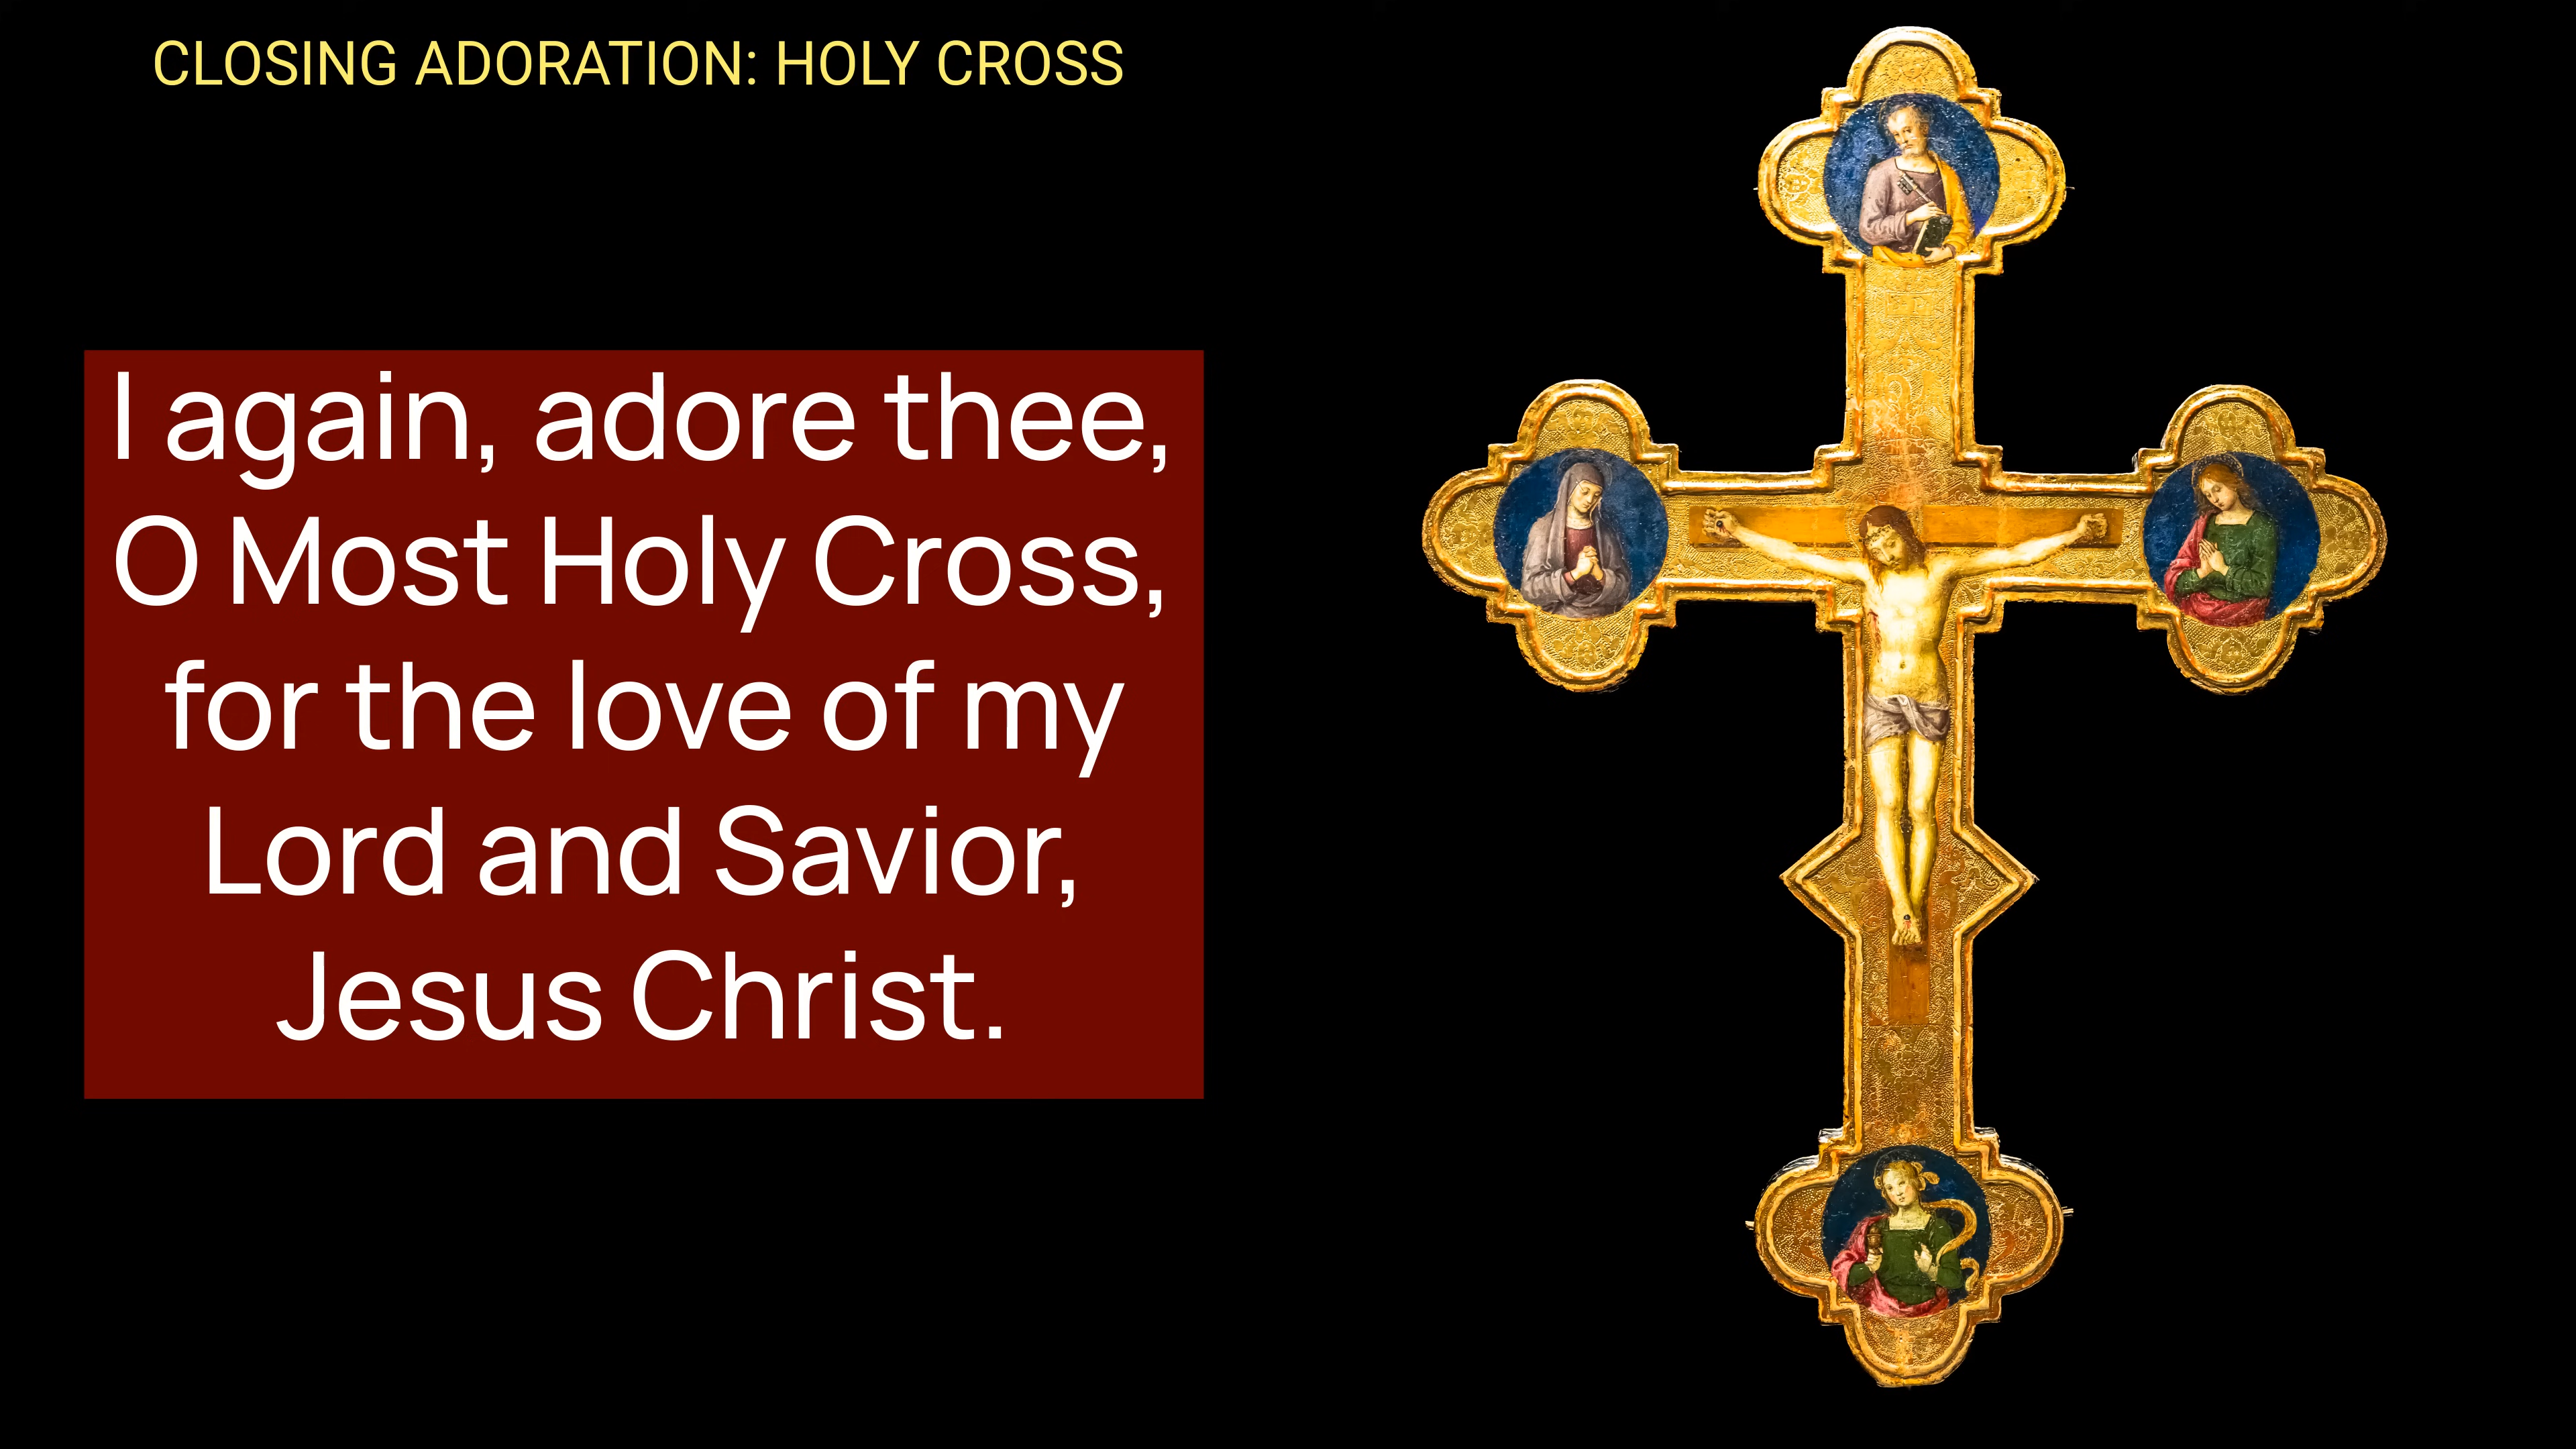 CLOSING ADORATION: HOLY CROSS
I again, adore thee,
O Most Holy Cross,
for the love of my
Lord and Savior,
Jesus Christ.